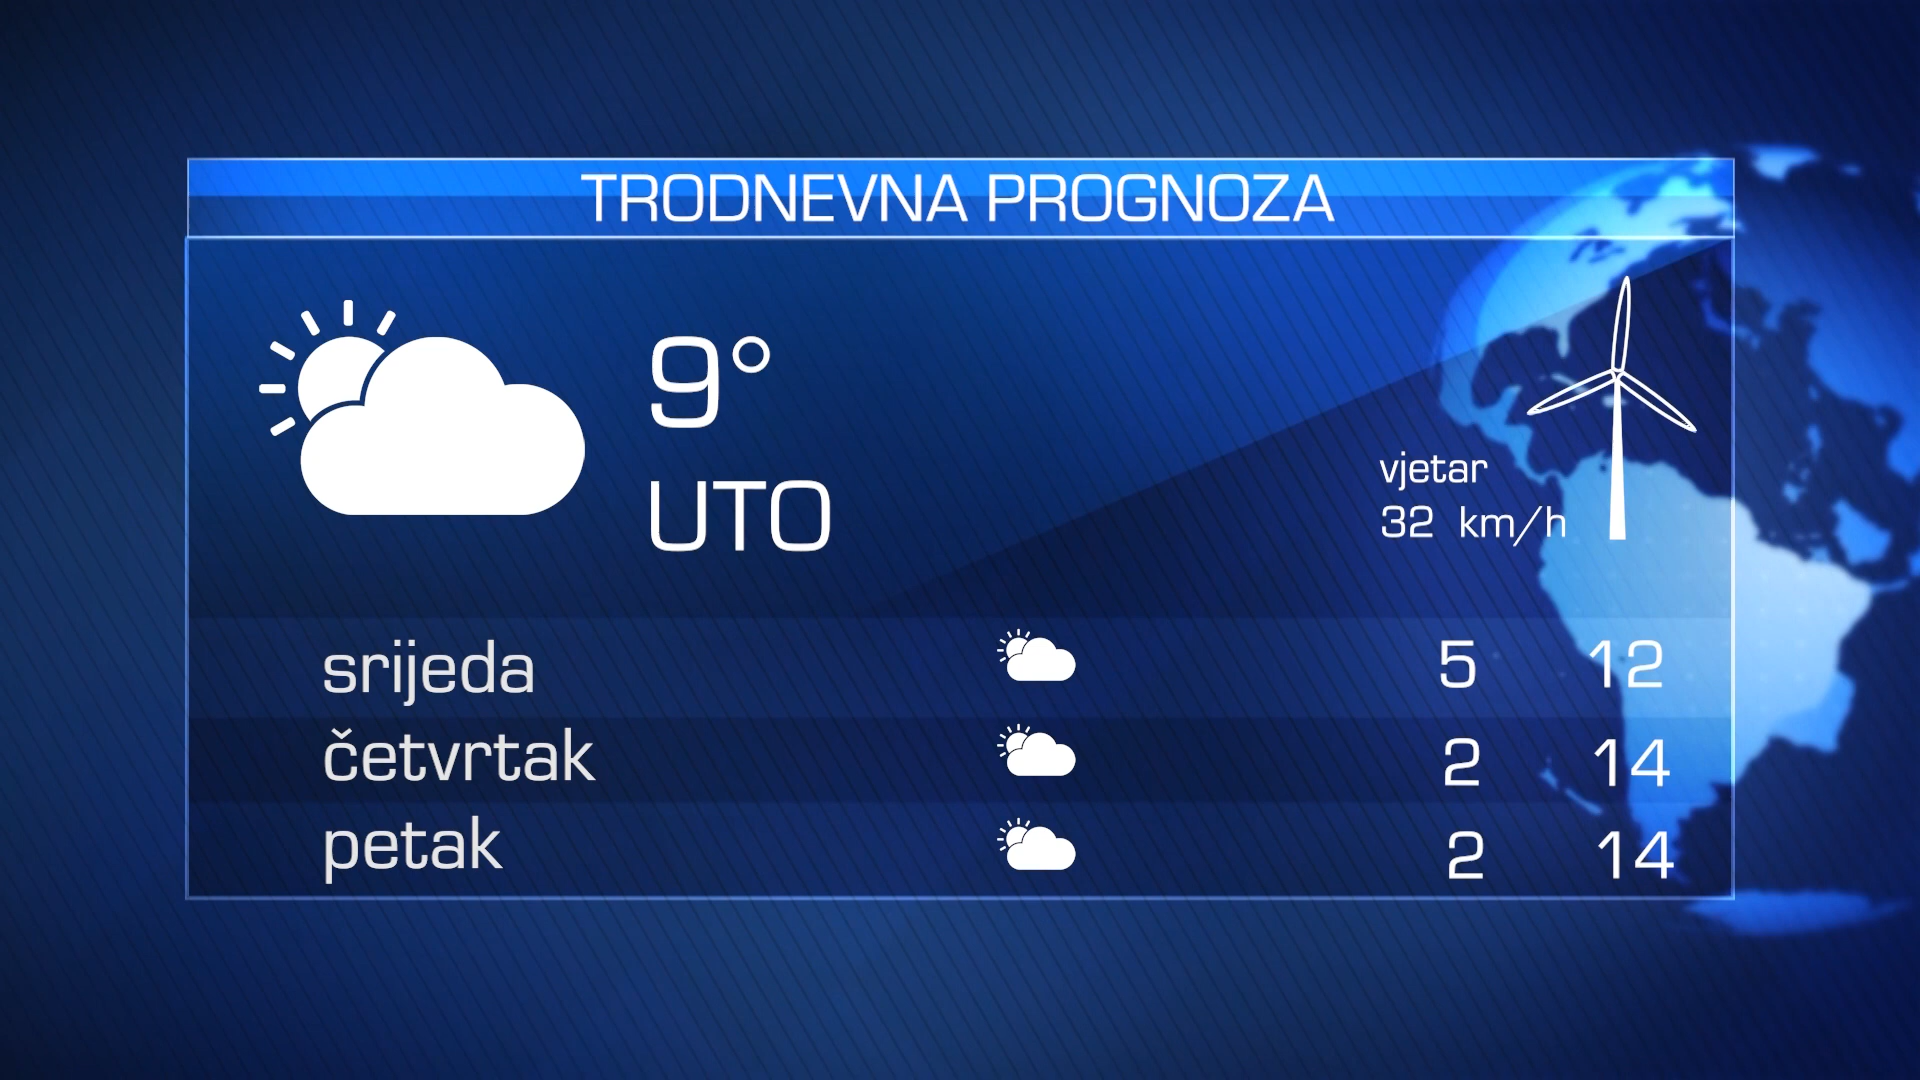 TRODNEVNA PROGNOZA
9°
UTO
vjetar
32 km/h
srijeda 5 12
četvrtak 2 14
petak 2 14